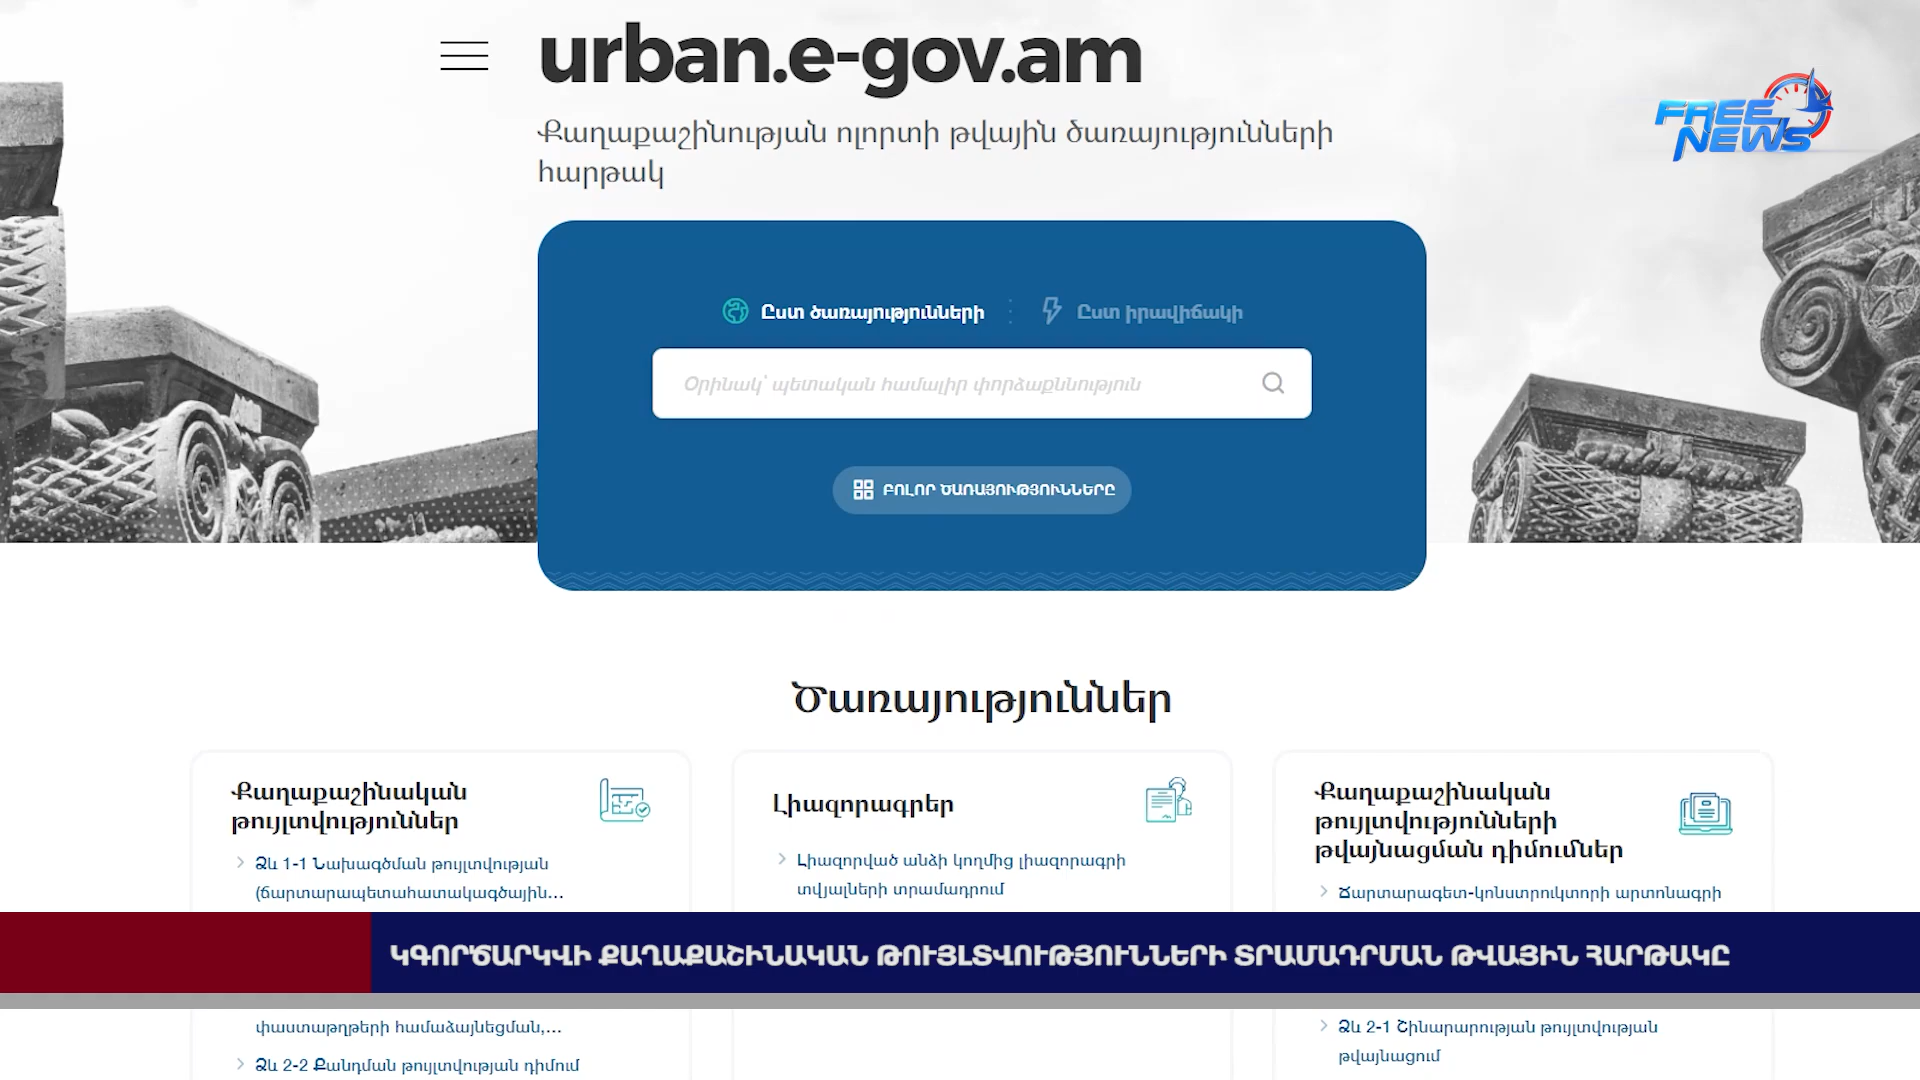 urban.e-gov.am
FREE
NEWS
Քաղաքաշինության ոլորտի թվային ծառայությունների
հարթակ
Ըստ ծառայությունների
Ըստ իրավիճակի
Օրինակ՝ պետական համալիր փորձաքննություն
ԲՈԼՈՐ ԾԱՌԱՅՈՒԹՅՈՒՆՆԵՐԸ
Ծառայություններ
Քաղաքաշինական
թույլտվություններ
Ձև 1-1 Նախագծման թույլտվության
(ճարտարապետահատակագծային...
Լիազորագրեր
Լիազորված անձի կողմից լիազորագրի
տվյալների տրամադրում
Քաղաքաշինական
թույլտվությունների
թվայնացման դիմումներ
Ճարտարագետ-կոնստրուկտորի արտոնագրի
ԿԳՈՐԾԱՐԿՎԻ ՔԱՂԱՔԱՇԻՆԱԿԱՆ ԹՈՒՅԼՏՎՈՒԹՅՈՒՆՆԵՐԻ ՏՐԱՄԱԴՐՄԱՆ ԹՎԱՅԻՆ ՀԱՐԹԱԿԸ
փաստաթղթերի համաձայնեցման,...
Ձև 2-2 Քանդման թույլտվության դիմում
Ձև 2-1 Շինարարության թույլտվության
թվայնացում